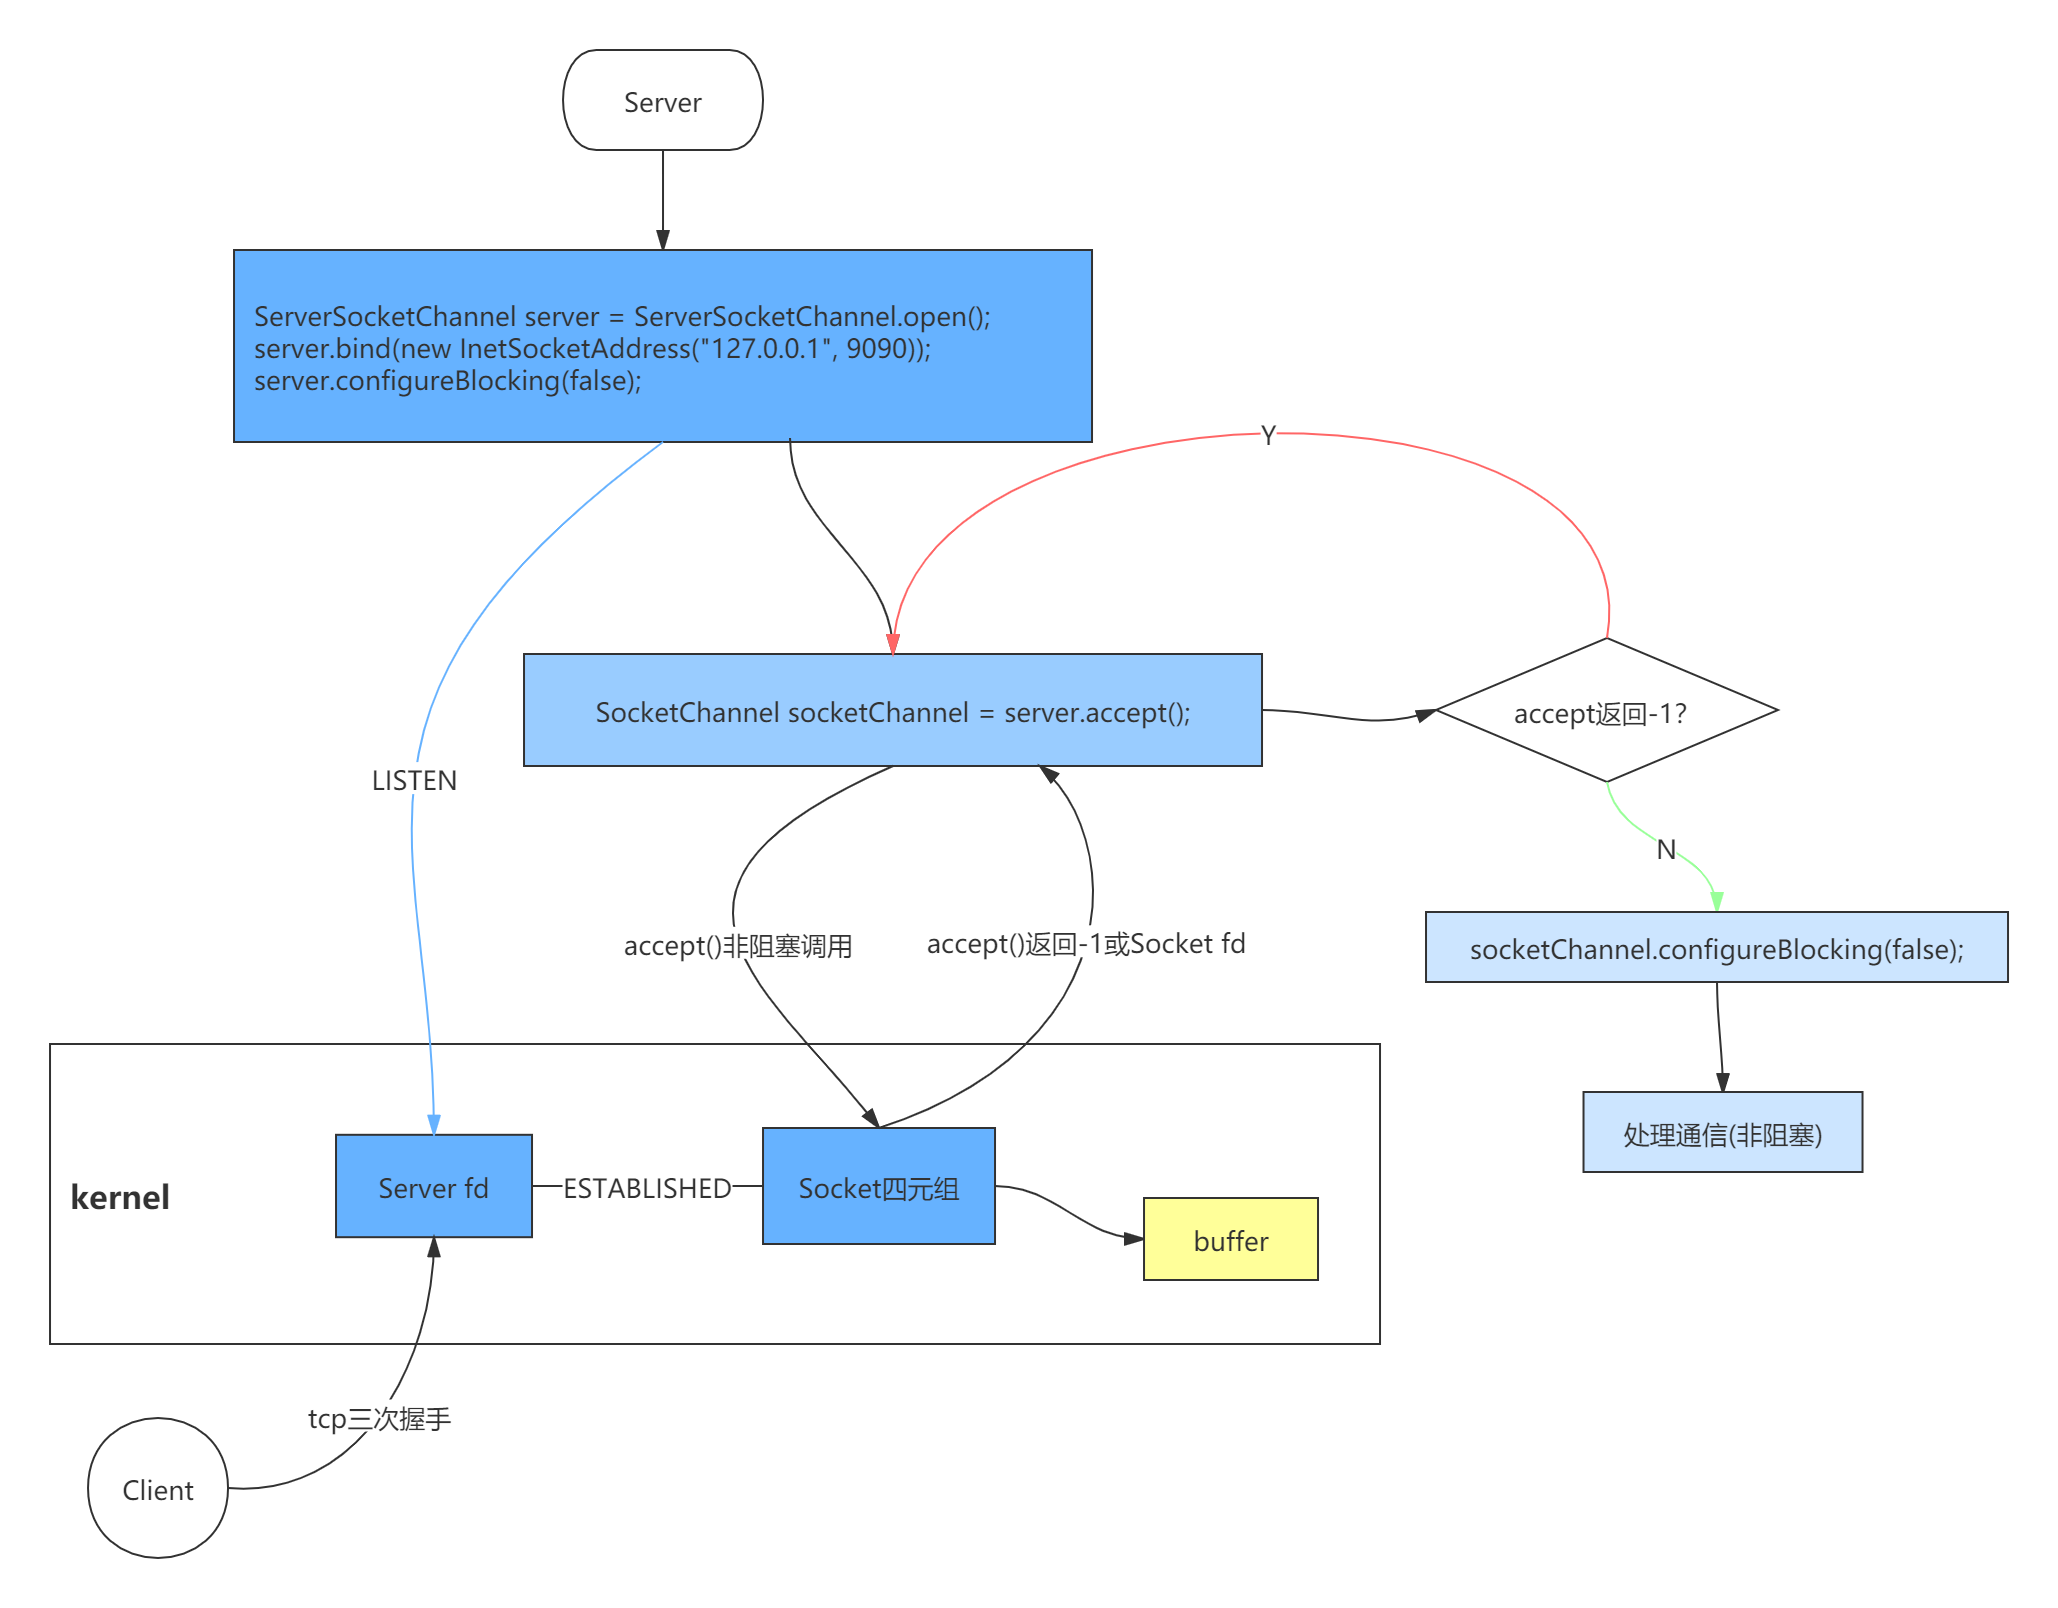 Server
ServerSocketChannel server = ServerSocketChannel.open();
server.bind(new InetSocketAddress("127.0.0.1", 9090));
server.configureBlocking(false);
Y
SocketChannel socketChannel = server.accept();
accept返回-1?
LISTEN
N
accept()非阻塞调用
accept()返回-1或Socket fd
socketChannel.configureBlocking(false);
处理通信(非阻塞)
kernel
Server fd
ESTABLISHED
Socket四元组
buffer
tcp三次握手
Client